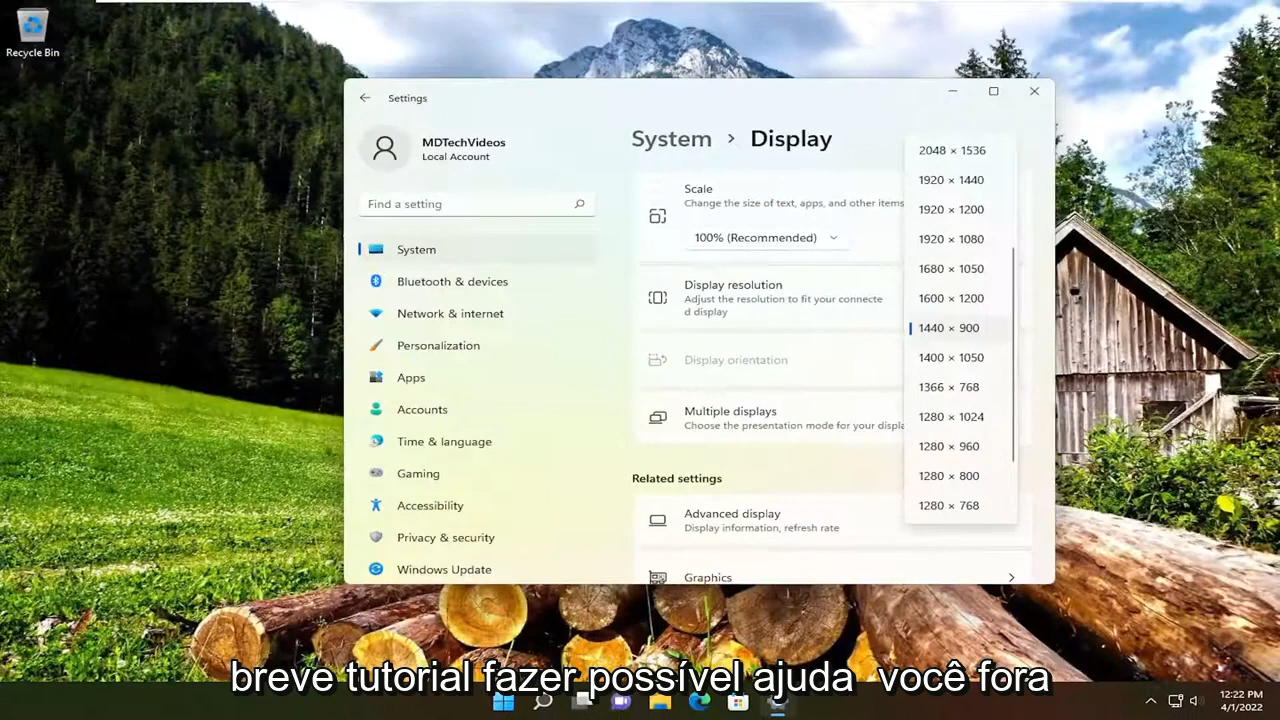 Recycle Bin
Settings
MDTechVideos
Local Account
Find a setting
System
Bluetooth & devices
Network & internet
Personalization
Apps
Accounts
Time & language
Gaming
Accessibility
Privacy & security
Windows Update
System › Display
Scale
Change the size of text, apps, and other items
100% (Recommended)
Display resolution
Adjust the resolution to fit your connecte
d display
Display orientation
Multiple displays
Choose the presentation mode for your displa
Related settings
Advanced display
Display information, refresh rate
Graphics
2048 × 1536
1920 × 1440
1920 × 1200
1920 × 1080
1680 × 1050
1600 × 1200
1440 × 900
1400 × 1050
1366 × 768
1280 × 1024
1280 × 960
1280 × 800
1280 × 768
breve tutorial fazer possível ajuda você fora
12:22 PM
4/1/2022